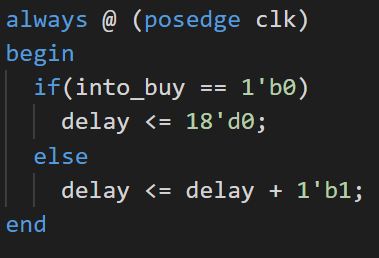 always @ (posedge clk)
begin
  if(into_buy == 1'b0)
    delay <= 18'd0;
  else
    delay <= delay + 1'b1;
end